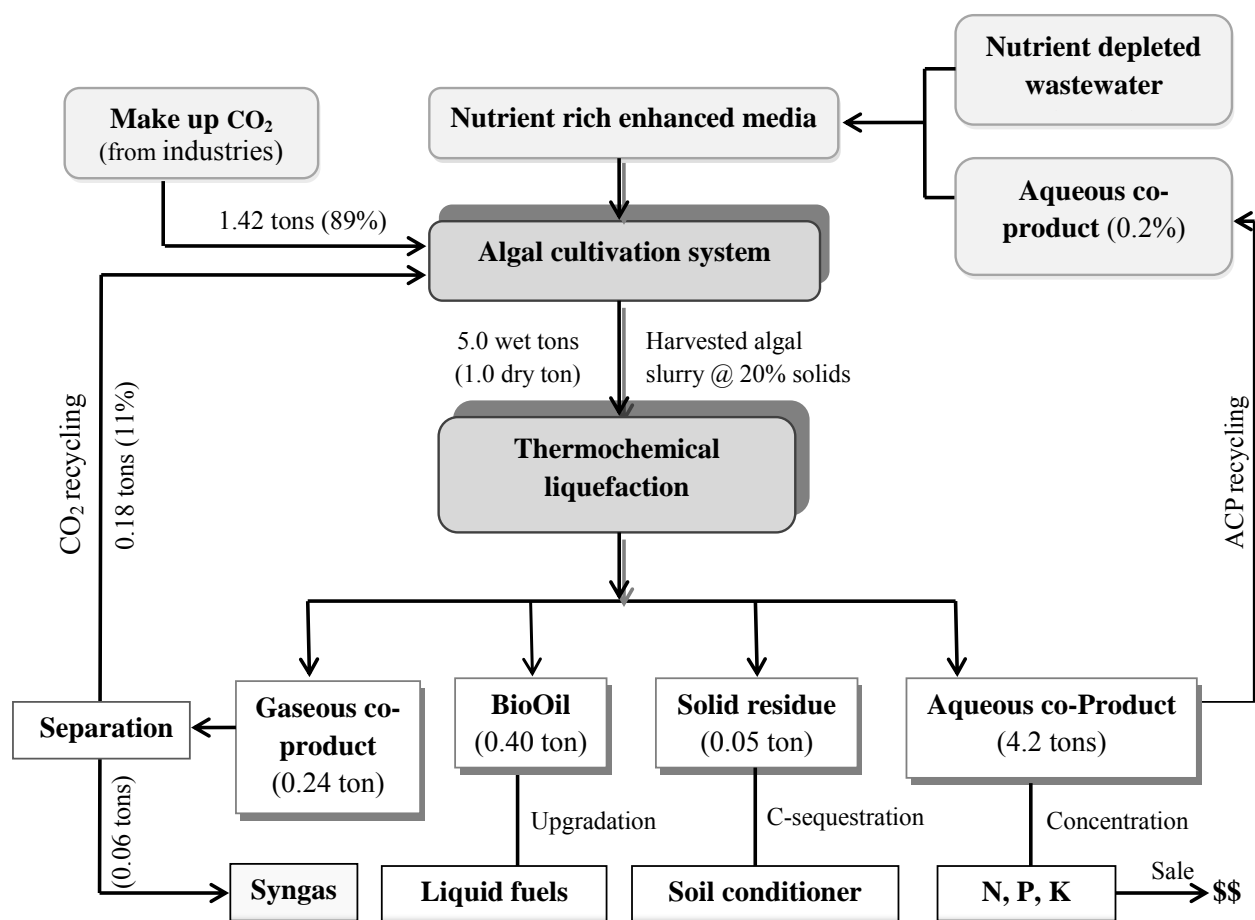 Nutrient depleted
wastewater
Make up CO₂
(from industries)
Nutrient rich enhanced media
Aqueous co-
product (0.2%)
1.42 tons (89%)
Algal cultivation system
5.0 wet tons
(1.0 dry ton)
Harvested algal
slurry @ 20% solids
CO₂ recycling
0.18 tons (11%)
ACP recycling
Thermochemical
liquefaction
Separation
Gaseous co-
product
(0.24 ton)
BioOil
(0.40 ton)
Solid residue
(0.05 ton)
Aqueous co-Product
(4.2 tons)
(0.06 tons)
Upgradation
C-sequestration
Concentration
Syngas
Liquid fuels
Soil conditioner
N, P, K
Sale
$$